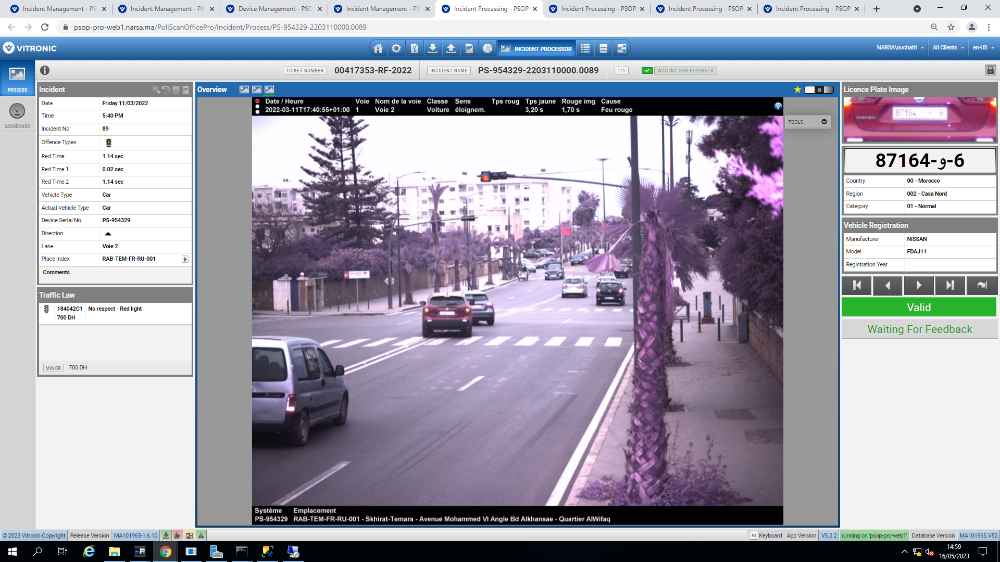 Incident Management - PS
Incident Management - PS
Device Management - PSO
Incident Management - PS
Incident Processing - PSOP
Incident Processing - PSOP
Incident Processing - PSOP
Incident Processing - PSOP
psop-pro-web1.narsa.ma/PoliScanOfficePro/Incident/Process/PS-954329-2203110000.0089
VITRONIC
INCIDENT PROCESSOR
NARSA\ouchatti
All Clients
en-US
TICKET NUMBER 00417353-RF-2022
INCIDENT NAME PS-954329-2203110000.0089
1/1
WAITING FOR FEEDBACK
PROCESS
DASHBOARD
Incident
Date Friday 11/03/2022
Time 5:40 PM
Incident No 89
Offence Types
Red Time 1.14 sec
Red Time 1 0.02 sec
Red Time 2 1.14 sec
Vehicle Type Car
Actual Vehicle Type Car
Device Serial No. PS-954329
Direction
Lane Voie 2
Place Index RAB-TEM-FR-RU-001
Comments
Traffic Law
184042C1 No respect - Red light
700 DH
MINOR 700 DH
Overview
Date / Heure Voie Nom de la voie Classe Sens Tps roug Tps jaune Rouge img Cause
2022-03-11T17:40:55+01:00 1 Voie 2 Voiture éloignem. 3,20 s 1,70 s Feu rouge
TOOLS
Système Emplacement
PS-954329 RAB-TEM-FR-RU-001 - Skhirat-Temara - Avenue Mohammed VI Angle Bd Alkhansae - Quartier AlWifaq
Licence Plate Image
87164 6
87164-و-6
Country 00 - Morocco
Region 002 - Casa Nord
Category 01 - Normal
Vehicle Registration
Manufacturer NISSAN
Model FDAJ11
Registration Year
Valid
Waiting For Feedback
© 2023 Vitronic Copyright
Release Version
MA101965-1.6.10
F2 Keyboard
App Version
V5.2.2
running on 'psop-pro-web1'
Database Version
MA101965.V52
14:59
16/05/2023